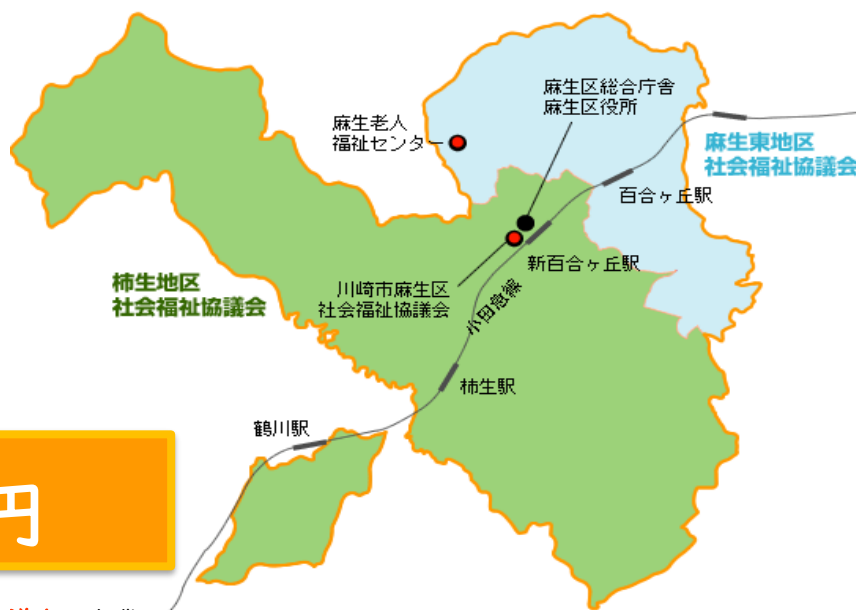 麻生区総合庁舎
麻生区役所
麻生老人
福祉センター
麻生東地区
社会福祉協議会
百合ヶ丘駅
新百合ヶ丘駅
川崎市麻生区
社会福祉協議会
柿生地区
社会福祉協議会
小田急線
柿生駅
鶴川駅
円